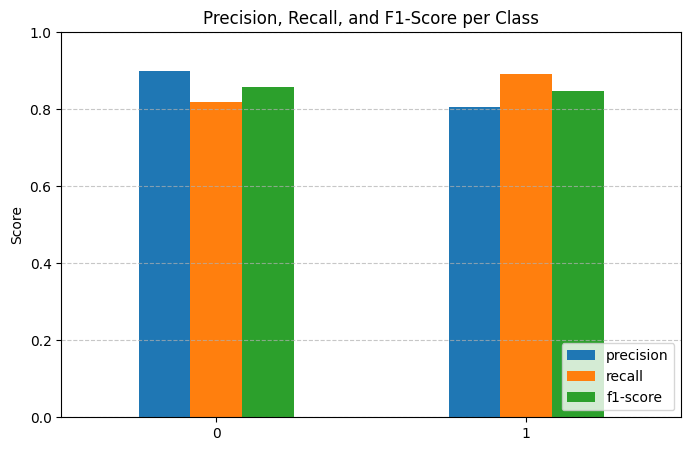 Precision, Recall, and F1-Score per Class
1.0
0.8
0.6
0.4
0.2
0.0
Score
0
1
precision
recall
f1-score